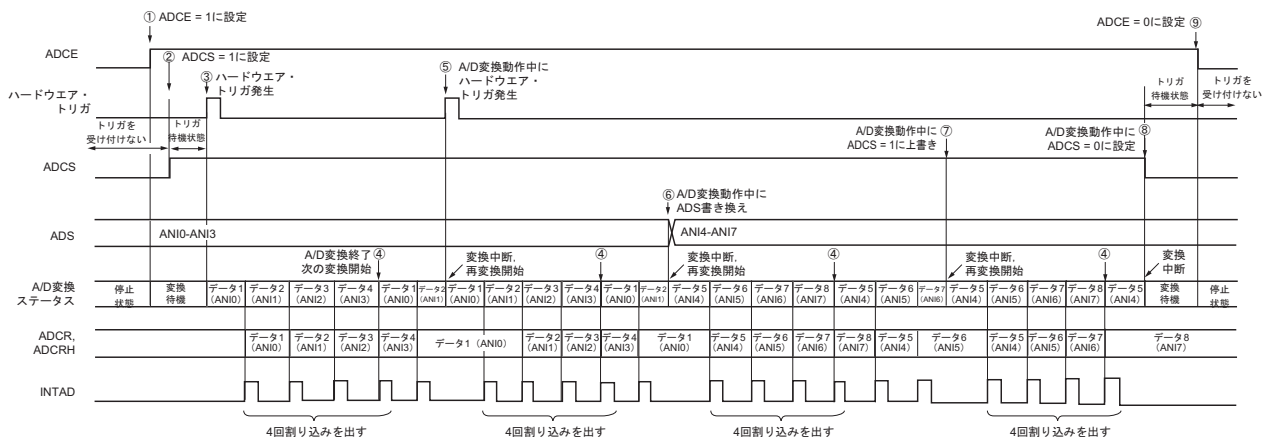 ① ADCE = 1に設定
ADCE = 0に設定 ⑨
ADCE
② ADCS = 1に設定
③ ハードウエア・
トリガ発生
⑤ A/D変換動作中に
ハードウエア・
トリガ発生
ハードウエア・
トリガ
トリガを
受け付けない
トリガ
待機状態
トリガ
待機状態
トリガを
受け付けない
A/D変換動作中に ⑦
ADCS = 1に上書き
A/D変換動作中に ⑧
ADCS = 0に設定
ADCS
⑥ A/D変換動作中に
ADS書き換え
ADS
ANI0-ANI3
ANI4-ANI7
A/D変換終了 ④
次の変換開始
変換中断,
再変換開始
④
変換中断,
再変換開始
④
変換中断,
再変換開始
④
変換
中断
A/D変換
ステータス
停止
状態
変換
待機
データ1
(ANI0)
データ2
(ANI1)
データ3
(ANI2)
データ4
(ANI3)
データ1
(ANI0)
データ2
(ANI1)
データ1
(ANI0)
データ2
(ANI1)
データ3
(ANI2)
データ4
(ANI3)
データ1
(ANI0)
データ2
(ANI1)
データ5
(ANI4)
データ6
(ANI5)
データ7
(ANI6)
データ8
(ANI7)
データ5
(ANI4)
データ6
(ANI5)
データ7
(ANI6)
データ5
(ANI4)
データ6
(ANI5)
データ7
(ANI6)
データ8
(ANI7)
データ5
(ANI4)
変換
待機
停止
状態
ADCR,
ADCRH
データ1
(ANI0)
データ2
(ANI1)
データ3
(ANI2)
データ4
(ANI3)
データ1 (ANI0)
データ2
(ANI1)
データ3
(ANI2)
データ4
(ANI3)
データ1
(ANI0)
データ5
(ANI4)
データ6
(ANI5)
データ7
(ANI6)
データ8
(ANI7)
データ5
(ANI4)
データ6
(ANI5)
データ5
(ANI4)
データ6
(ANI5)
データ7
(ANI6)
データ8
(ANI7)
INTAD
4回割り込みを出す
4回割り込みを出す
4回割り込みを出す
4回割り込みを出す